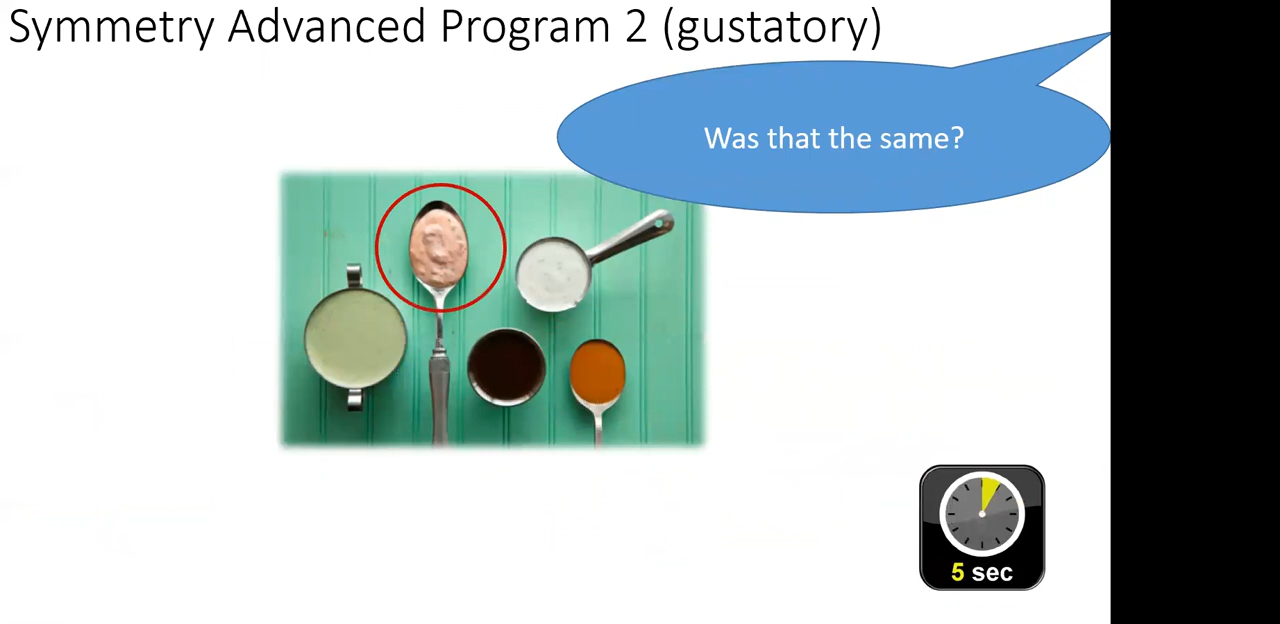 Symmetry Advanced Program 2 (gustatory)
Was that the same?
5 sec